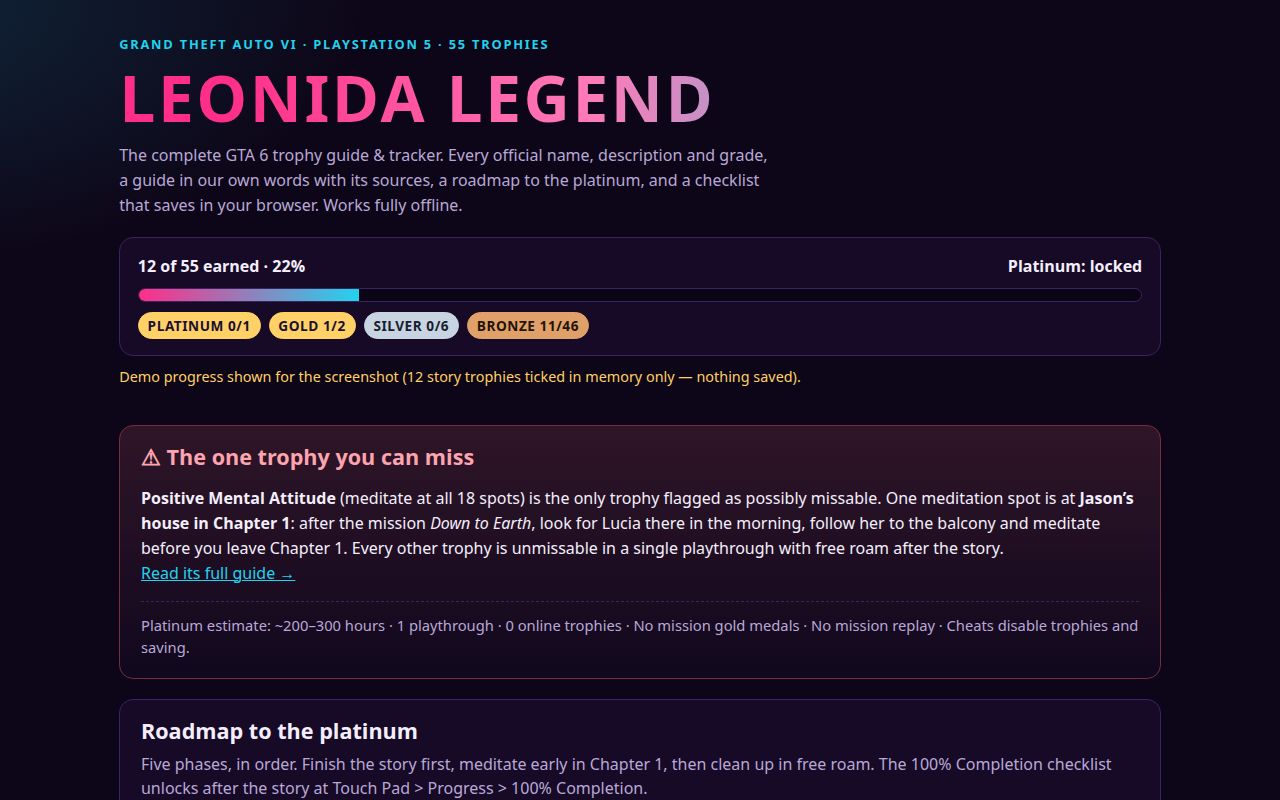 GRAND THEFT AUTO VI · PLAYSTATION 5 · 55 TROPHIES
LEONIDA LEGEND
The complete GTA 6 trophy guide & tracker. Every official name, description and grade,
a guide in our own words with its sources, a roadmap to the platinum, and a checklist
that saves in your browser. Works fully offline.
12 of 55 earned · 22%
Platinum: locked
PLATINUM 0/1
GOLD 1/2
SILVER 0/6
BRONZE 11/46
Demo progress shown for the screenshot (12 story trophies ticked in memory only — nothing saved).
⚠ The one trophy you can miss
Positive Mental Attitude (meditate at all 18 spots) is the only trophy flagged as possibly missable. One meditation spot is at Jason’s
house in Chapter 1: after the mission Down to Earth, look for Lucia there in the morning, follow her to the balcony and meditate
before you leave Chapter 1. Every other trophy is unmissable in a single playthrough with free roam after the story.
Read its full guide →
Platinum estimate: ~200–300 hours · 1 playthrough · 0 online trophies · No mission gold medals · No mission replay · Cheats disable trophies and
saving.
Roadmap to the platinum
Five phases, in order. Finish the story first, meditate early in Chapter 1, then clean up in free roam. The 100% Completion checklist
unlocks after the story at Touch Pad > Progress > 100% Completion.